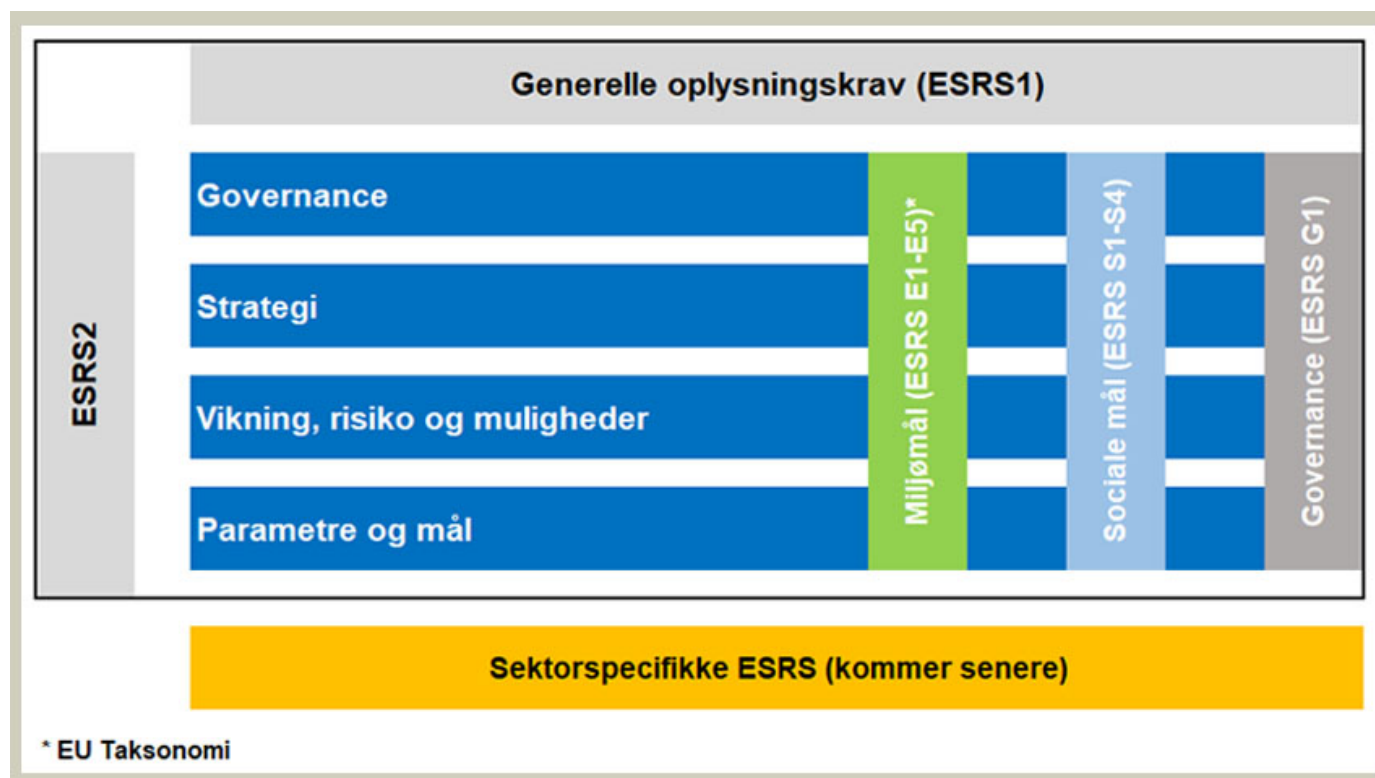 Generelle oplysningskrav (ESRS1)
ESRS2
Governance
Strategi
Vikning, risiko og muligheder
Parametre og mål
Miljømål (ESRS E1-E5)*
Sociale mål (ESRS S1-S4)
Governance (ESRS G1)
Sektorspecifikke ESRS (kommer senere)
* EU Taksonomi